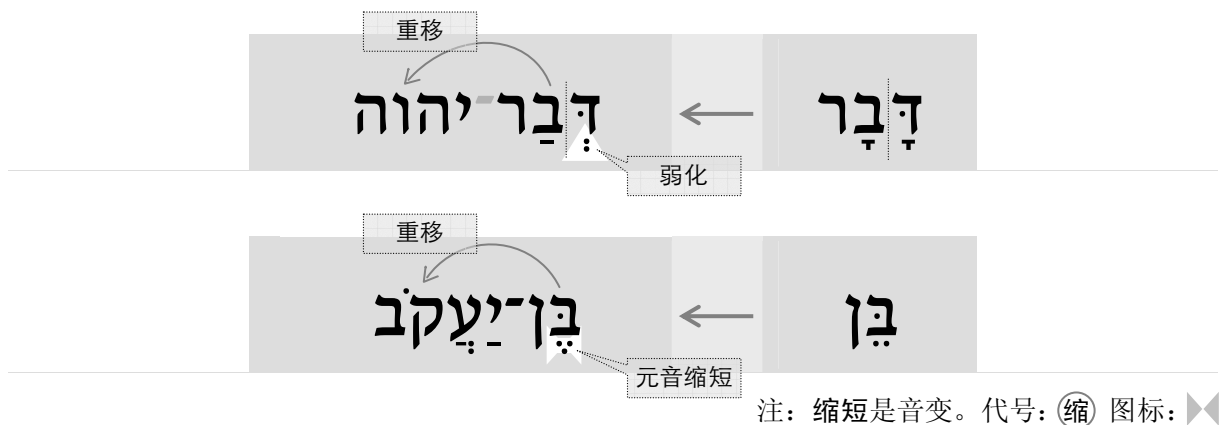 重移
דָּבָר ← דְּבַר־יהוה
弱化
重移
בֵּן ← בֶּן־יַעֲקֹב
元音缩短
注：缩短是音变。代号：缩 图标：